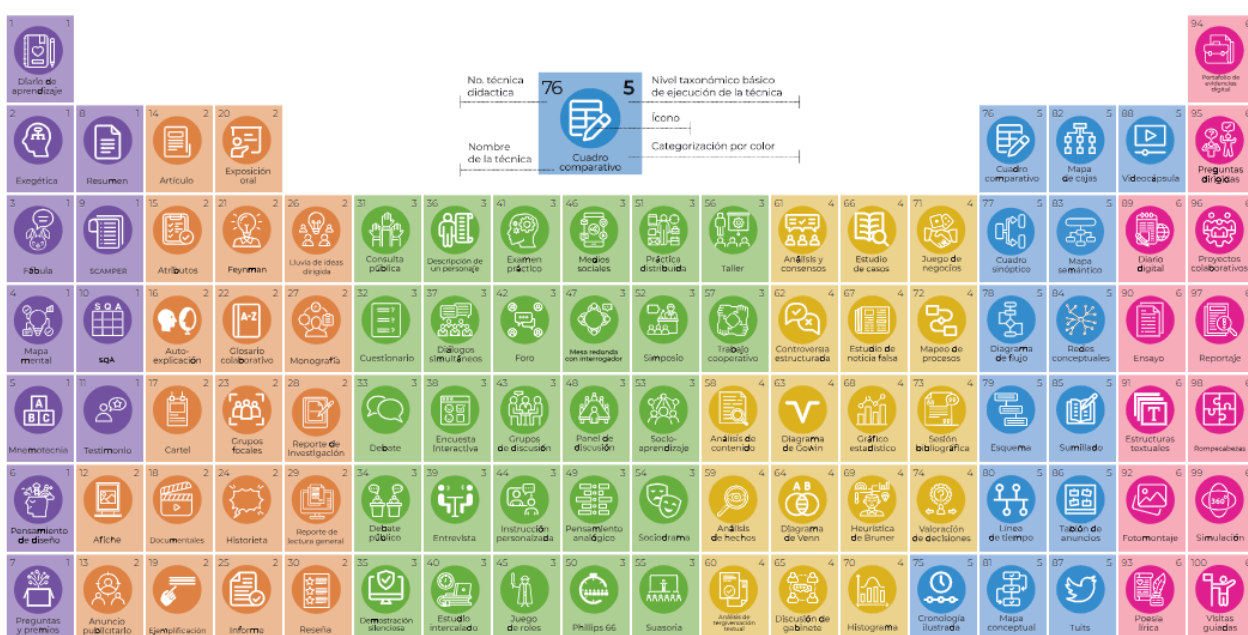 1 1
Diario de
aprendizaje
94 6
Portafolio de
evidencias
digital
No. técnica
didactica
76 5
Nivel taxonómico básico
de ejecución de la técnica
Ícono
Nombre
de la técnica
Categorización por color
Cuadro
comparativo
2 1
Exegética
8 1
Resumen
14 2
Artículo
20 2
Exposición
oral
76 5
Cuadro
comparativo
82 5
Mapa
de cajas
88 5
Videocápsula
95 6
Preguntas
dirigidas
3 1
Fábula
9 1
SCAMPER
15 2
Atributos
21 2
Feynman
26 2
Lluvia de ideas
dirigida
31 3
Consulta
pública
36 3
Descripción de
un personaje
41 3
Examen
práctico
46 3
Medios
sociales
51 3
Práctica
distribuida
56 3
Taller
61 4
Análisis y
consensos
66 4
Estudio
de casos
71 4
Juego de
negocios
77 5
Cuadro
sinóptico
83 5
Mapa
semántico
89 6
Diario
digital
96 6
Proyectos
colaborativos
4 1
Mapa
mental
10 1
S Q A
SQA
16 2
Auto-
explicación
22 2
A-Z
Glosario
colaborativo
27 2
Monografía
32 3
Cuestionario
37 3
Diálogos
simultáneos
42 3
Foro
47 3
Mesa redonda
con interrogador
52 3
Simposio
57 3
Trabajo
cooperativo
62 4
Controversia
estructurada
67 4
Estudio de
noticia falsa
72 4
Mapeo de
procesos
78 5
Diagrama
de flujo
84 5
Redes
conceptuales
90 6
Ensayo
97 6
Reportaje
5 1
A
B C
Mnemotecnia
11 1
Testimonio
17 2
Cartel
23 2
Grupos
focales
28 2
Reporte de
investigación
33 3
Debate
38 3
Encuesta
Interactiva
43 3
Grupos
de discusión
48 3
Panel de
discusión
53 3
Socio-
aprendizaje
58 4
Análisis de
contenido
63 4
Diagrama
de Gowin
68 4
Gráfico
estadístico
73 4
Sesión
bibliográfica
79 5
Esquema
85 5
Sumillado
91 6
T
Estructuras
textuales
98 6
Rompecabezas
6 1
Pensamiento
de diseño
12 2
Afiche
18 2
Documentales
24 2
Historieta
29 2
Reporte de
lectura general
34 3
Debate
público
39 3
Entrevista
44 3
Instrucción
personalizada
49 3
Pensamiento
analógico
54 3
Sociodrama
59 4
Análisis
de hechos
64 4
A B
Diagrama
de Venn
69 4
Heurística
de Bruner
74 4
Valoración
de decisiones
80 5
Línea
de tiempo
86 5
Tablón de
anuncios
92 6
Fotomontaje
99 6
360°
Simulación
7 1
Preguntas
y premios
13 2
Anuncio
publicitario
19 2
Ejemplificación
25 2
Informe
30 2
Reseña
35 3
Demostración
silenciosa
40 3
Estudio
intercalado
45 3
Juego
de roles
50 3
Phillips 66
55 3
Suasoria
60 4
Análisis de
tergiversación
textual
65 4
Discusión de
gabinete
70 4
Histograma
75 5
Cronología
ilustrada
81 5
Mapa
conceptual
87 5
Tuits
93 6
Poesía
lírica
100 6
Visitas
guiadas